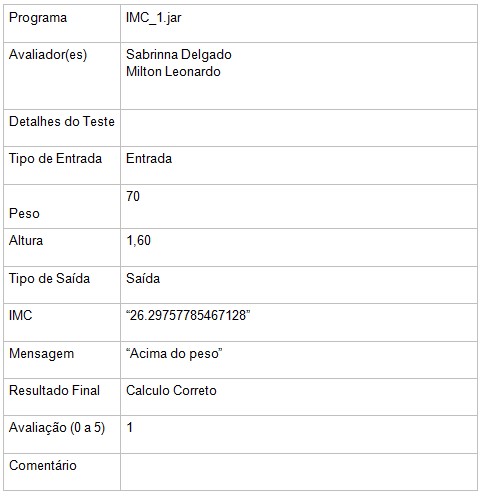 Programa IMC_1.jar
Avaliador(es) Sabrinna Delgado
Milton Leonardo
Detalhes do Teste
Tipo de Entrada Entrada
Peso 70
Altura 1,60
Tipo de Saída Saída
IMC “26.29757785467128”
Mensagem “Acima do peso”
Resultado Final Calculo Correto
Avaliação (0 a 5) 1
Comentário